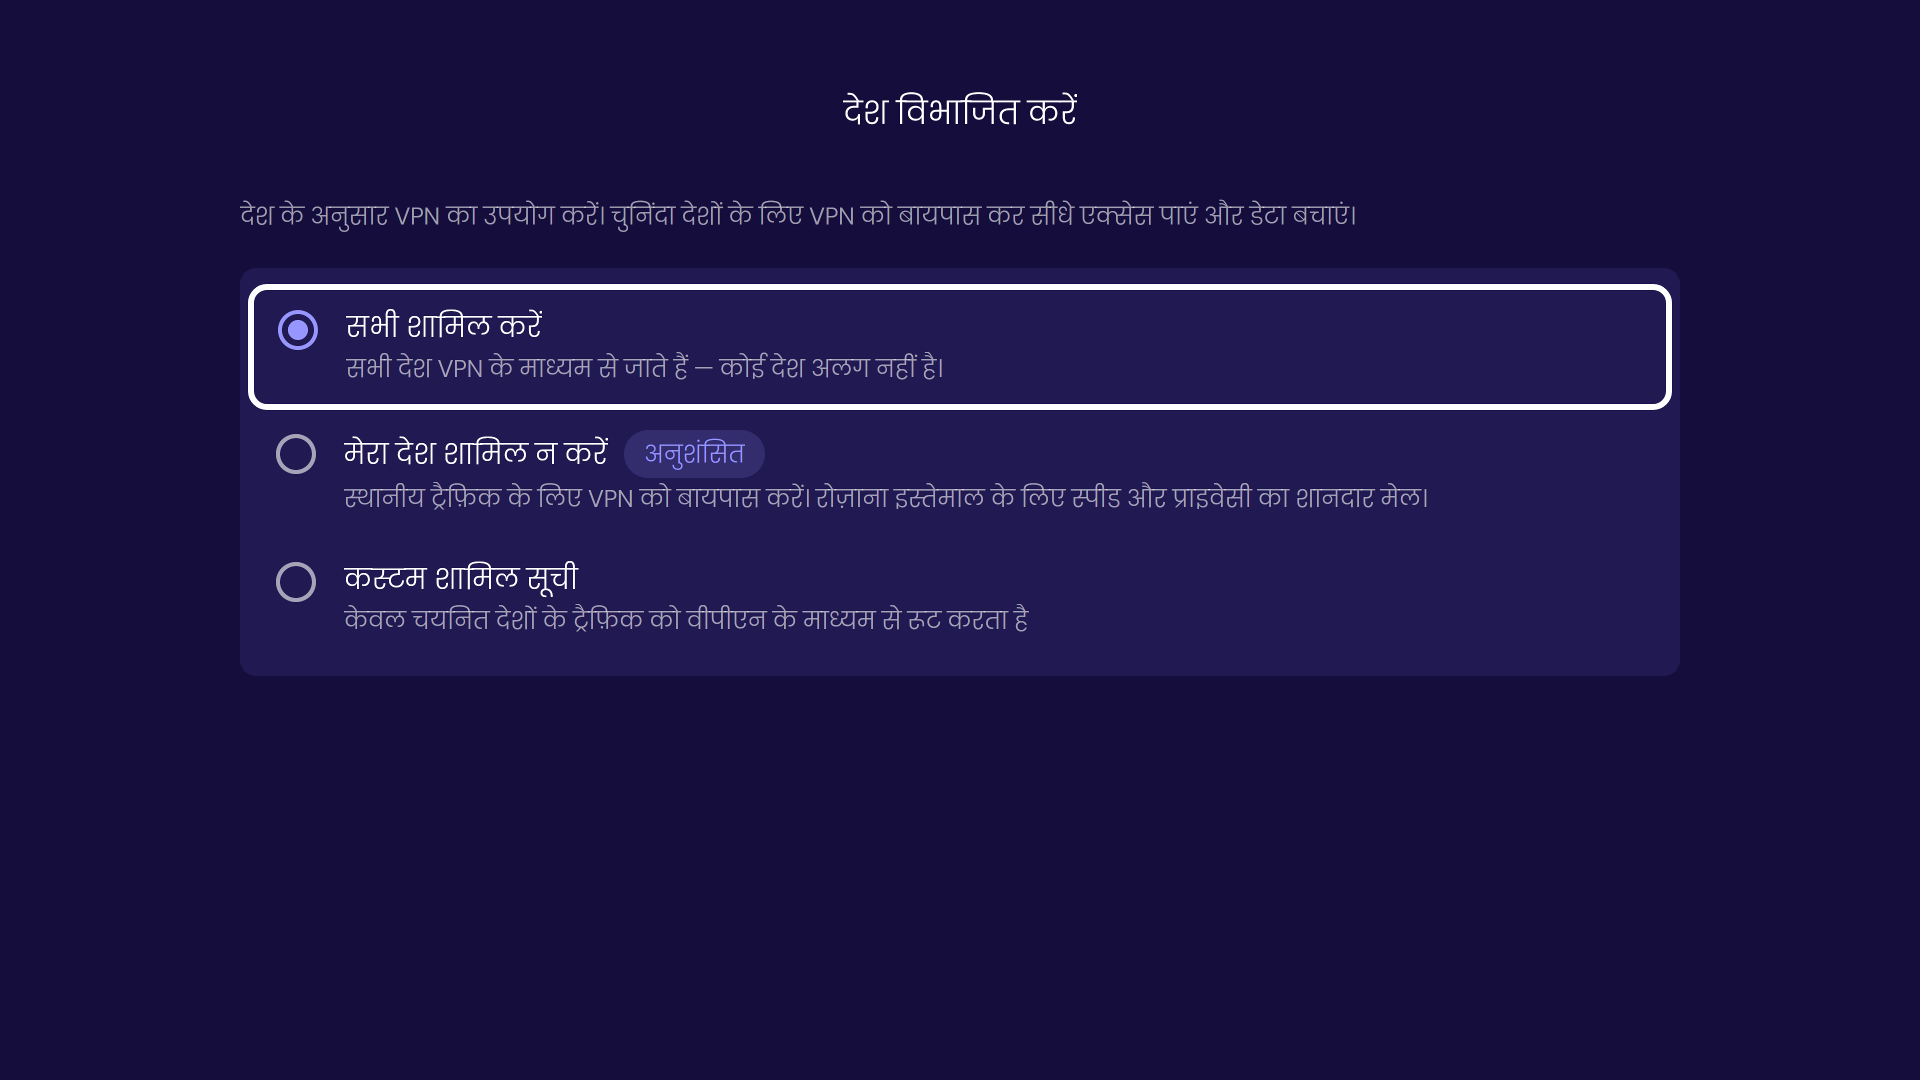 देश विभाजित करें
देश के अनुसार VPN का उपयोग करें। चुनिंदा देशों के लिए VPN को बायपास कर सीधे एक्सेस पाएं और डेटा बचाएं।
सभी शामिल करें
सभी देश VPN के माध्यम से जाते हैं — कोई देश अलग नहीं है।
मेरा देश शामिल न करें अनुशंसित
स्थानीय ट्रैफ़िक के लिए VPN को बायपास करें। रोज़ाना इस्तेमाल के लिए स्पीड और प्राइवेसी का शानदार मेल।
कस्टम शामिल सूची
केवल चयनित देशों के ट्रैफ़िक को वीपीएन के माध्यम से रूट करता है